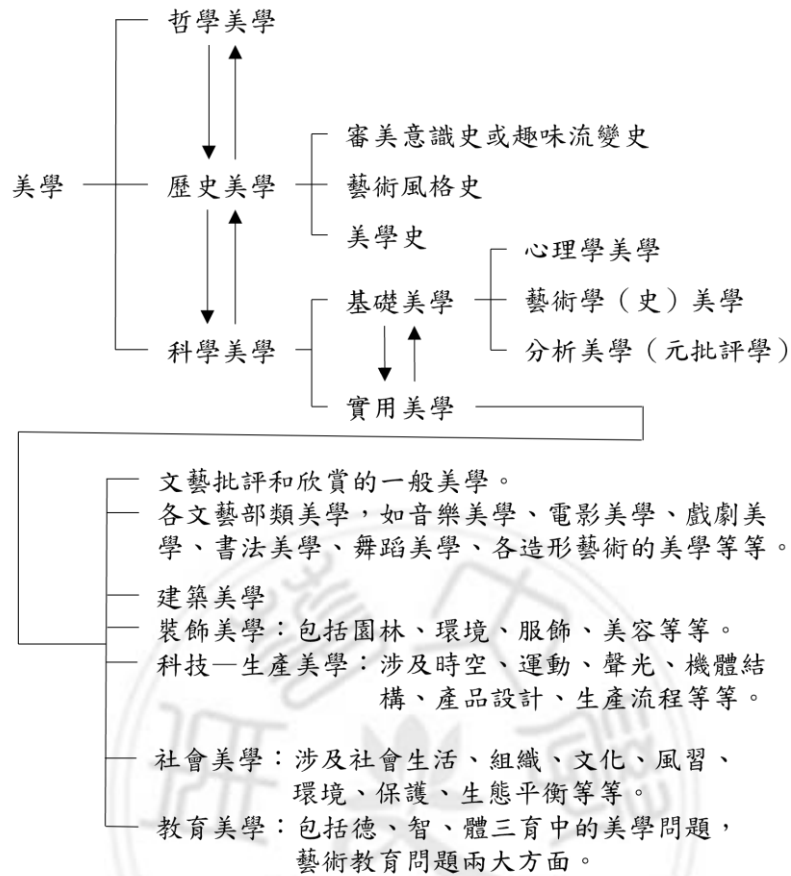 哲學美學
審美意識史或趣味流變史
美學
歷史美學
藝術風格史
美學史
心理學美學
基礎美學
藝術學（史）美學
科學美學
分析美學（元批評學）
實用美學
文藝批評和欣賞的一般美學。
各文藝部類美學，如音樂美學、電影美學、戲劇美
學、書法美學、舞蹈美學、各造形藝術的美學等等。
建築美學
裝飾美學：包括園林、環境、服飾、美容等等。
科技—生產美學：涉及時空、運動、聲光、機體結
構、產品設計、生產流程等等。
社會美學：涉及社會生活、組織、文化、風習、
環境、保護、生態平衡等等。
教育美學：包括德、智、體三育中的美學問題，
藝術教育問題兩大方面。